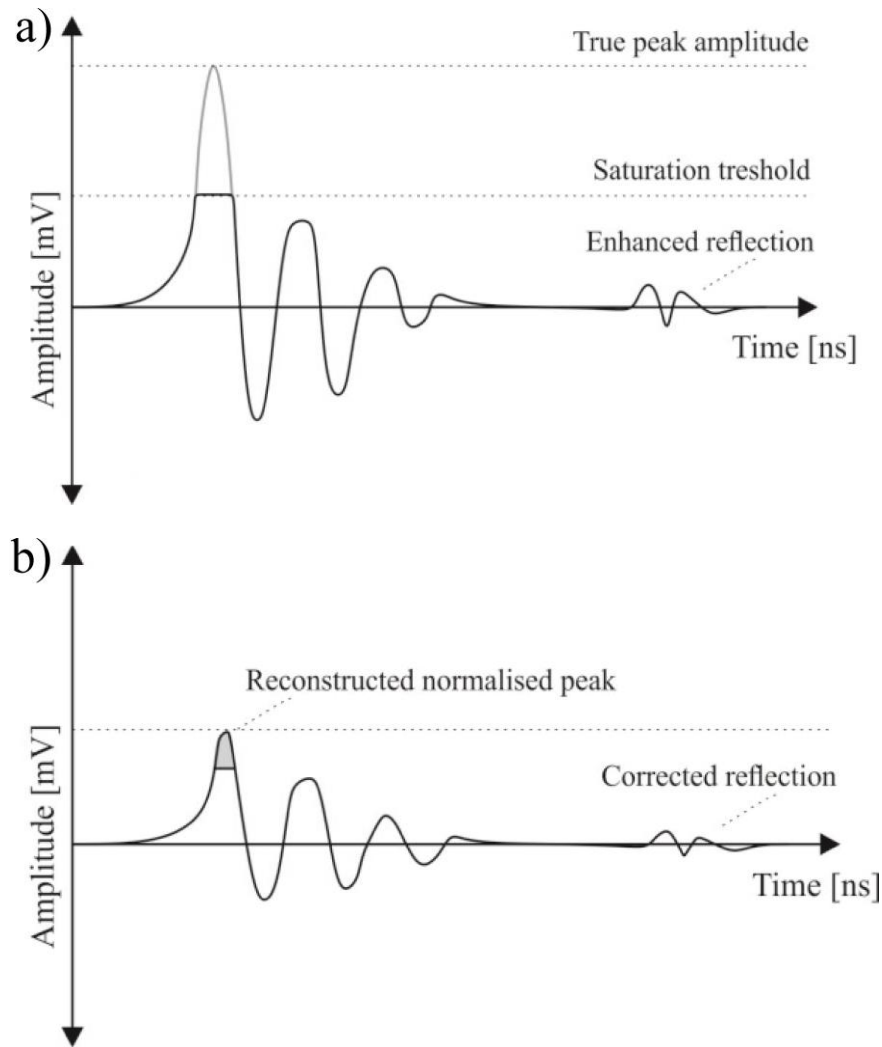 a)
True peak amplitude
Saturation treshold
Enhanced reflection
Amplitude [mV]
Time [ns]
b)
Reconstructed normalised peak
Corrected reflection
Amplitude [mV]
Time [ns]